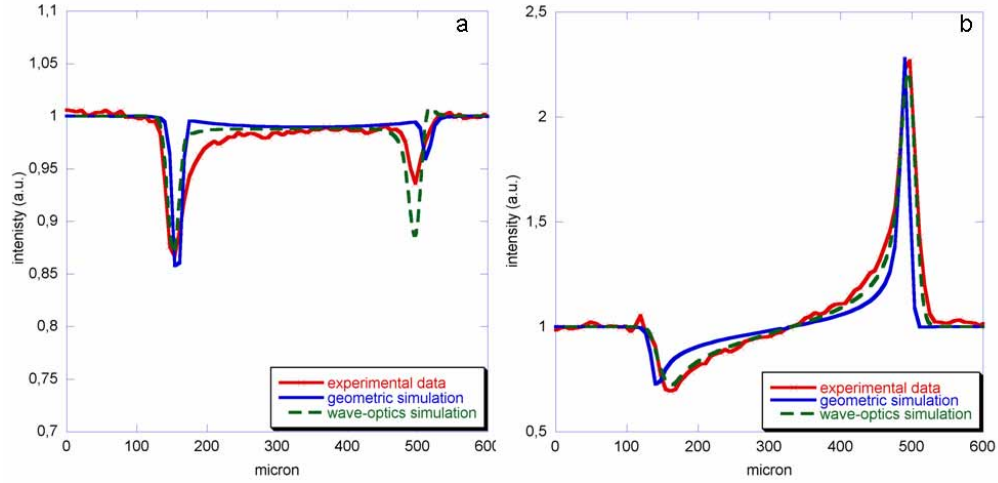 a
1,1
1,05
1
0,95
0,9
0,85
0,8
0,75
0,7
intenisty (a.u.)
0 100 200 300 400 500 600
micron
experimental data
geometric simulation
wave-optics simulation
b
2,5
2
1,5
1
0,5
intensity (a.u.)
0 100 200 300 400 500 600
micron
experimental data
geometric simulation
wave-optics simulation